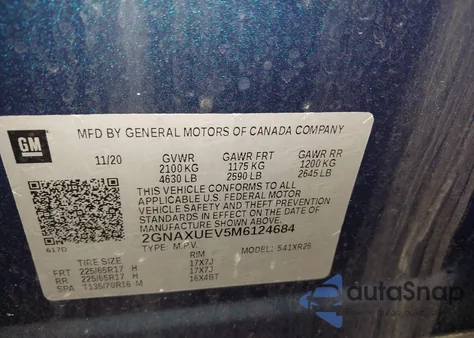 GM
MFD BY GENERAL MOTORS OF CANADA COMPANY
11/20 GVWR GAWR FRT GAWR RR
2100 KG 1175 KG 1200 KG
4630 LB 2590 LB 2645 LB
THIS VEHICLE CONFORMS TO ALL
APPLICABLE U.S. FEDERAL MOTOR
VEHICLE SAFETY AND THEFT PREVENTION
STANDARDS IN EFFECT ON THE DATE OF
MANUFACTURE SHOWN ABOVE.
617D 2GNAXUEV5M6124684
TYPE: M.P.V. MODEL: 541XR26
TIRE SIZE RIM
FRT 225/65R17 H 17X7J
RR 225/65R17 H 17X7J
SPA T135/70R16 M 16X4BT
autoSnap